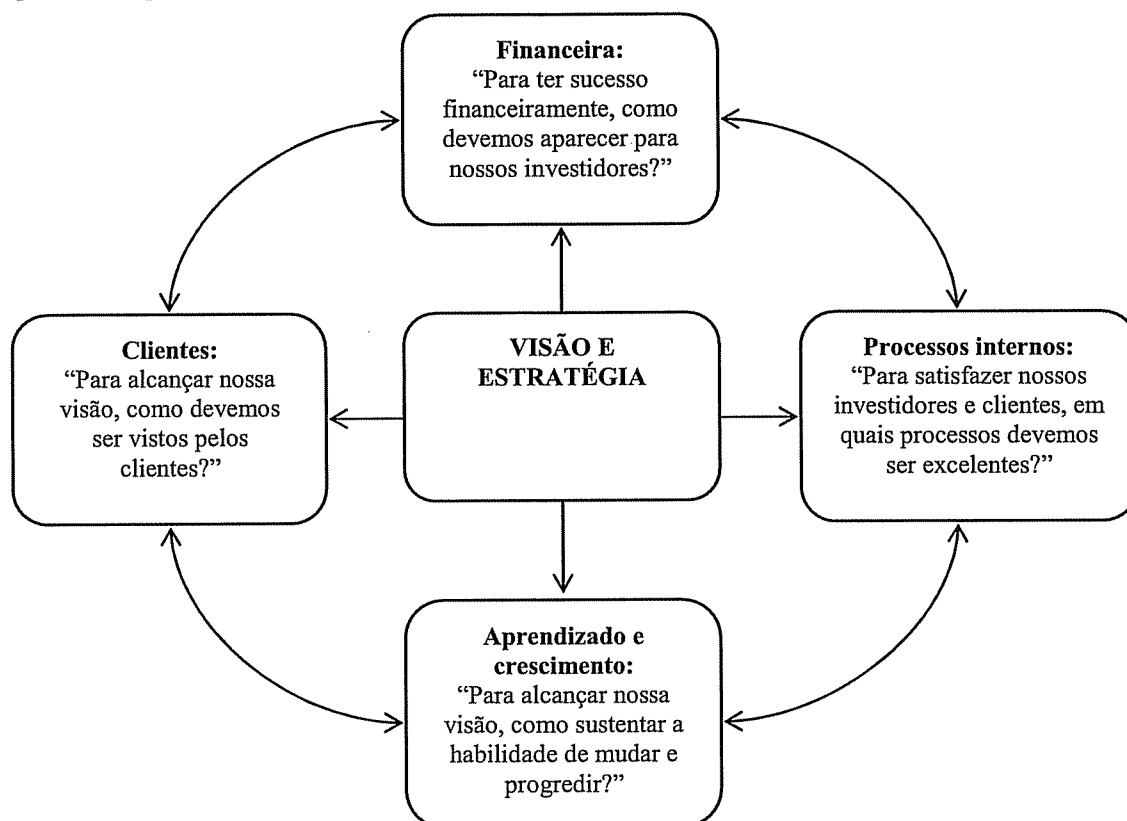 Financeira:
“Para ter sucesso
financeiramente, como
devemos aparecer para
nossos investidores?”
Clientes:
“Para alcançar nossa
visão, como devemos
ser vistos pelos
clientes?”
VISÃO E
ESTRATÉGIA
Processos internos:
“Para satisfazer nossos
investidores e clientes, em
quais processos devemos
ser excelentes?”
Aprendizado e
crescimento:
“Para alcançar nossa
visão, como sustentar a
habilidade de mudar e
progredir?”